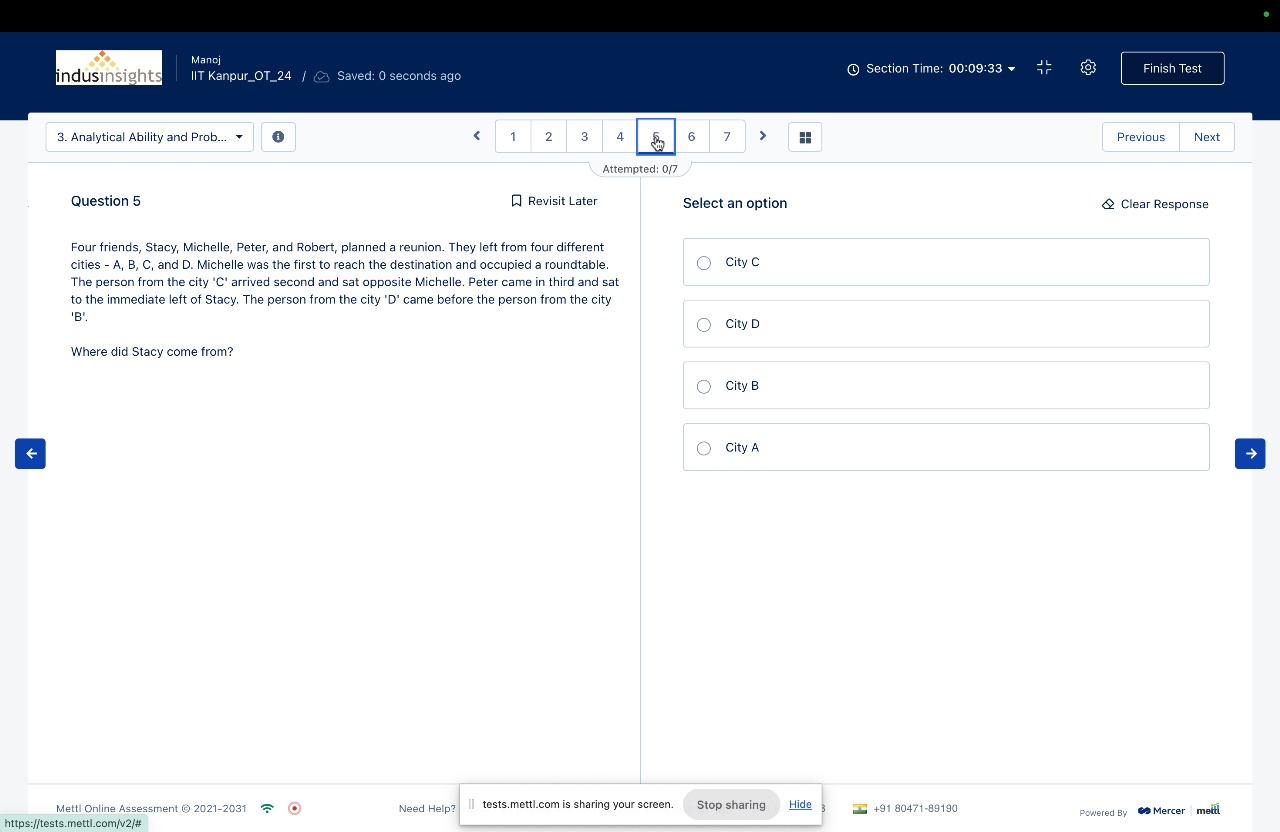 indusinsights
Manoj
IIT Kanpur_OT_24 / Saved: 0 seconds ago
Section Time: 00:09:33
Finish Test
3. Analytical Ability and Prob...
1 2 3 4 5 6 7
Previous Next
Attempted: 0/7
Question 5
Revisit Later
Four friends, Stacy, Michelle, Peter, and Robert, planned a reunion. They left from four different
cities - A, B, C, and D. Michelle was the first to reach the destination and occupied a roundtable.
The person from the city 'C' arrived second and sat opposite Michelle. Peter came in third and sat
to the immediate left of Stacy. The person from the city 'D' came before the person from the city
'B'.
Where did Stacy come from?
Select an option
Clear Response
City C
City D
City B
City A
Mettl Online Assessment © 2021-2031
Need Help?
tests.mettl.com is sharing your screen.
Stop sharing
Hide
+91 80471-89190
Powered By
Mercer | mettl
https://tests.mettl.com/v2/#